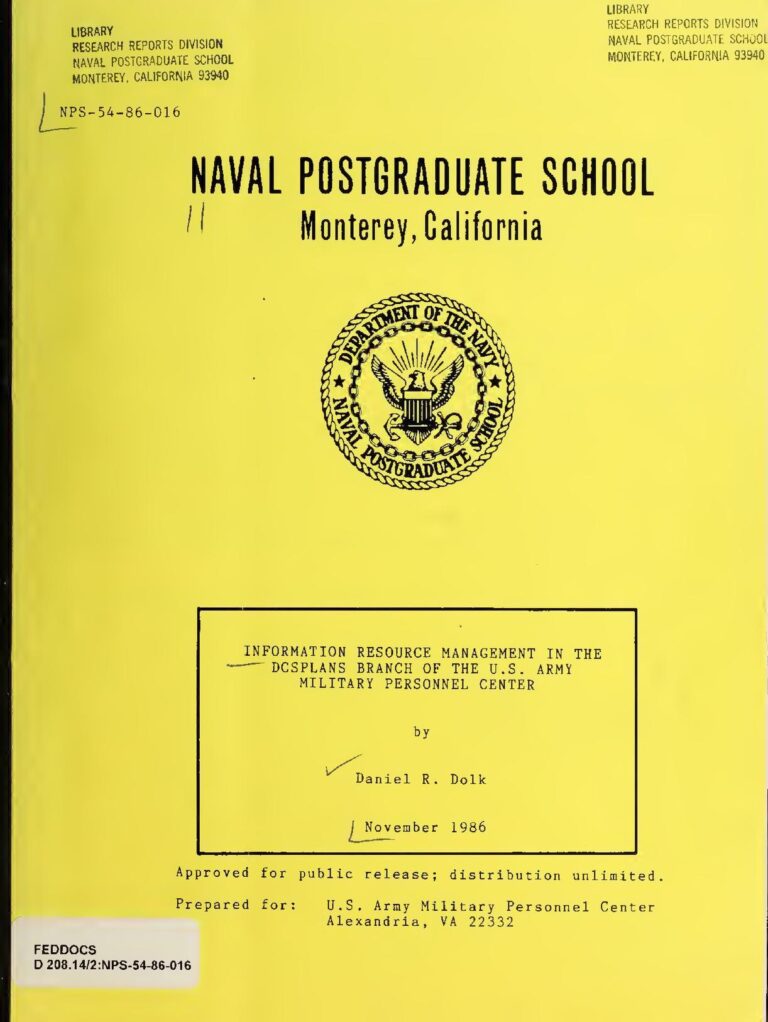 LIBRARY
RESEARCH REPORTS DIVISION
NAVAL POSTGRADUATE SCHOOL
MONTEREY, CALIFORNIA 93940
LIBRARY
RESEARCH REPORTS DIVISION
NAVAL POSTGRADUATE SCHOOL
MONTEREY, CALIFORNIA 93940
NPS-54-86-016
NAVAL POSTGRADUATE SCHOOL
Monterey, California
DEPARTMENT OF THE NAVY
NAVAL POSTGRADUATE SCHOOL
INFORMATION RESOURCE MANAGEMENT IN THE
DCSPLANS BRANCH OF THE U.S. ARMY
MILITARY PERSONNEL CENTER
by
Daniel R. Dolk
November 1986
Approved for public release; distribution unlimited.
Prepared for: U.S. Army Military Personnel Center
Alexandria, VA 22332
FEDDOCS
D 208.14/2:NPS-54-86-016